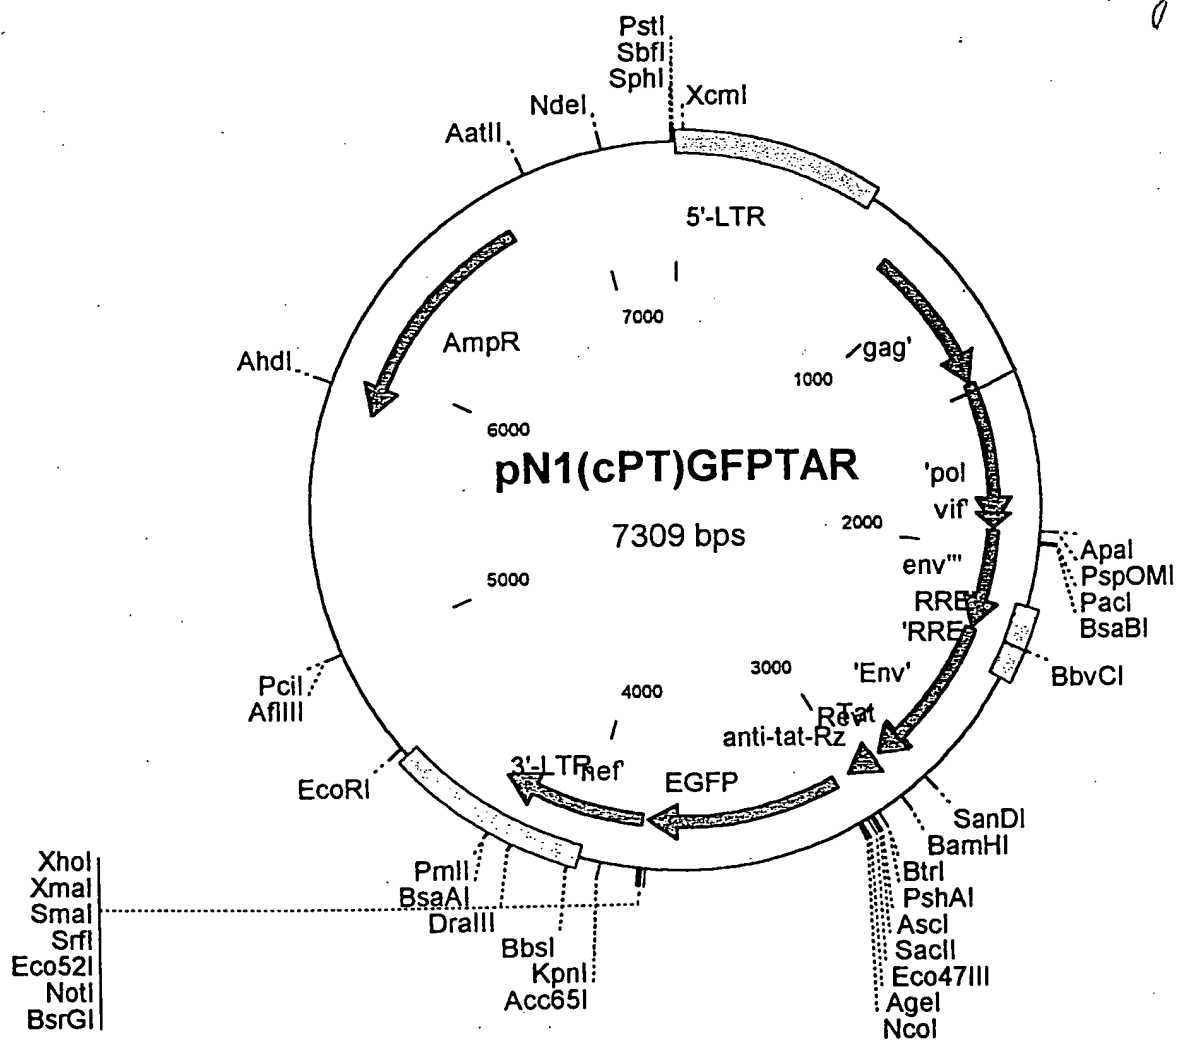 PstI
SbfI
SphI
XcmI
NdeI
AatII
5'-LTR
7000
AmpR
gag'
1000
AhdI
6000
pN1(cPT)GFPTAR
7309 bps
'pol
vif'
2000
env'''
ApaI
PspOMI
PacI
BsaBI
5000
RRE'
'RRE
BbvCI
'Env'
3000
4000
Rev'
Tat
anti-tat-Rz
PciI
AflIII
3'-LTR
nef'
EGFP
EcoRI
SanDI
BamHI
BtrI
PshAI
AscI
SacII
Eco47III
AgeI
NcoI
PmlI
BsaAI
DraIII
BbsI
KpnI
Acc65I
XhoI
XmaI
SmaI
SrfI
Eco52I
NotI
BsrGI